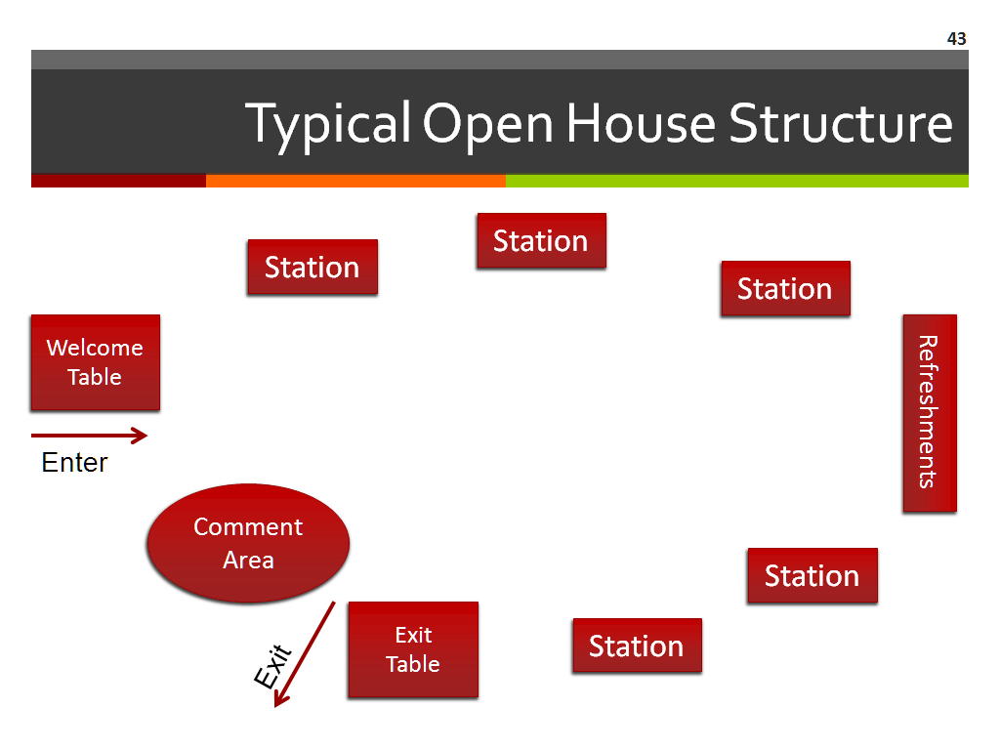 43
Typical Open House Structure
Station
Station
Station
Welcome
Table
Refreshments
Enter
Comment
Area
Station
Exit
Table
Station
Exit